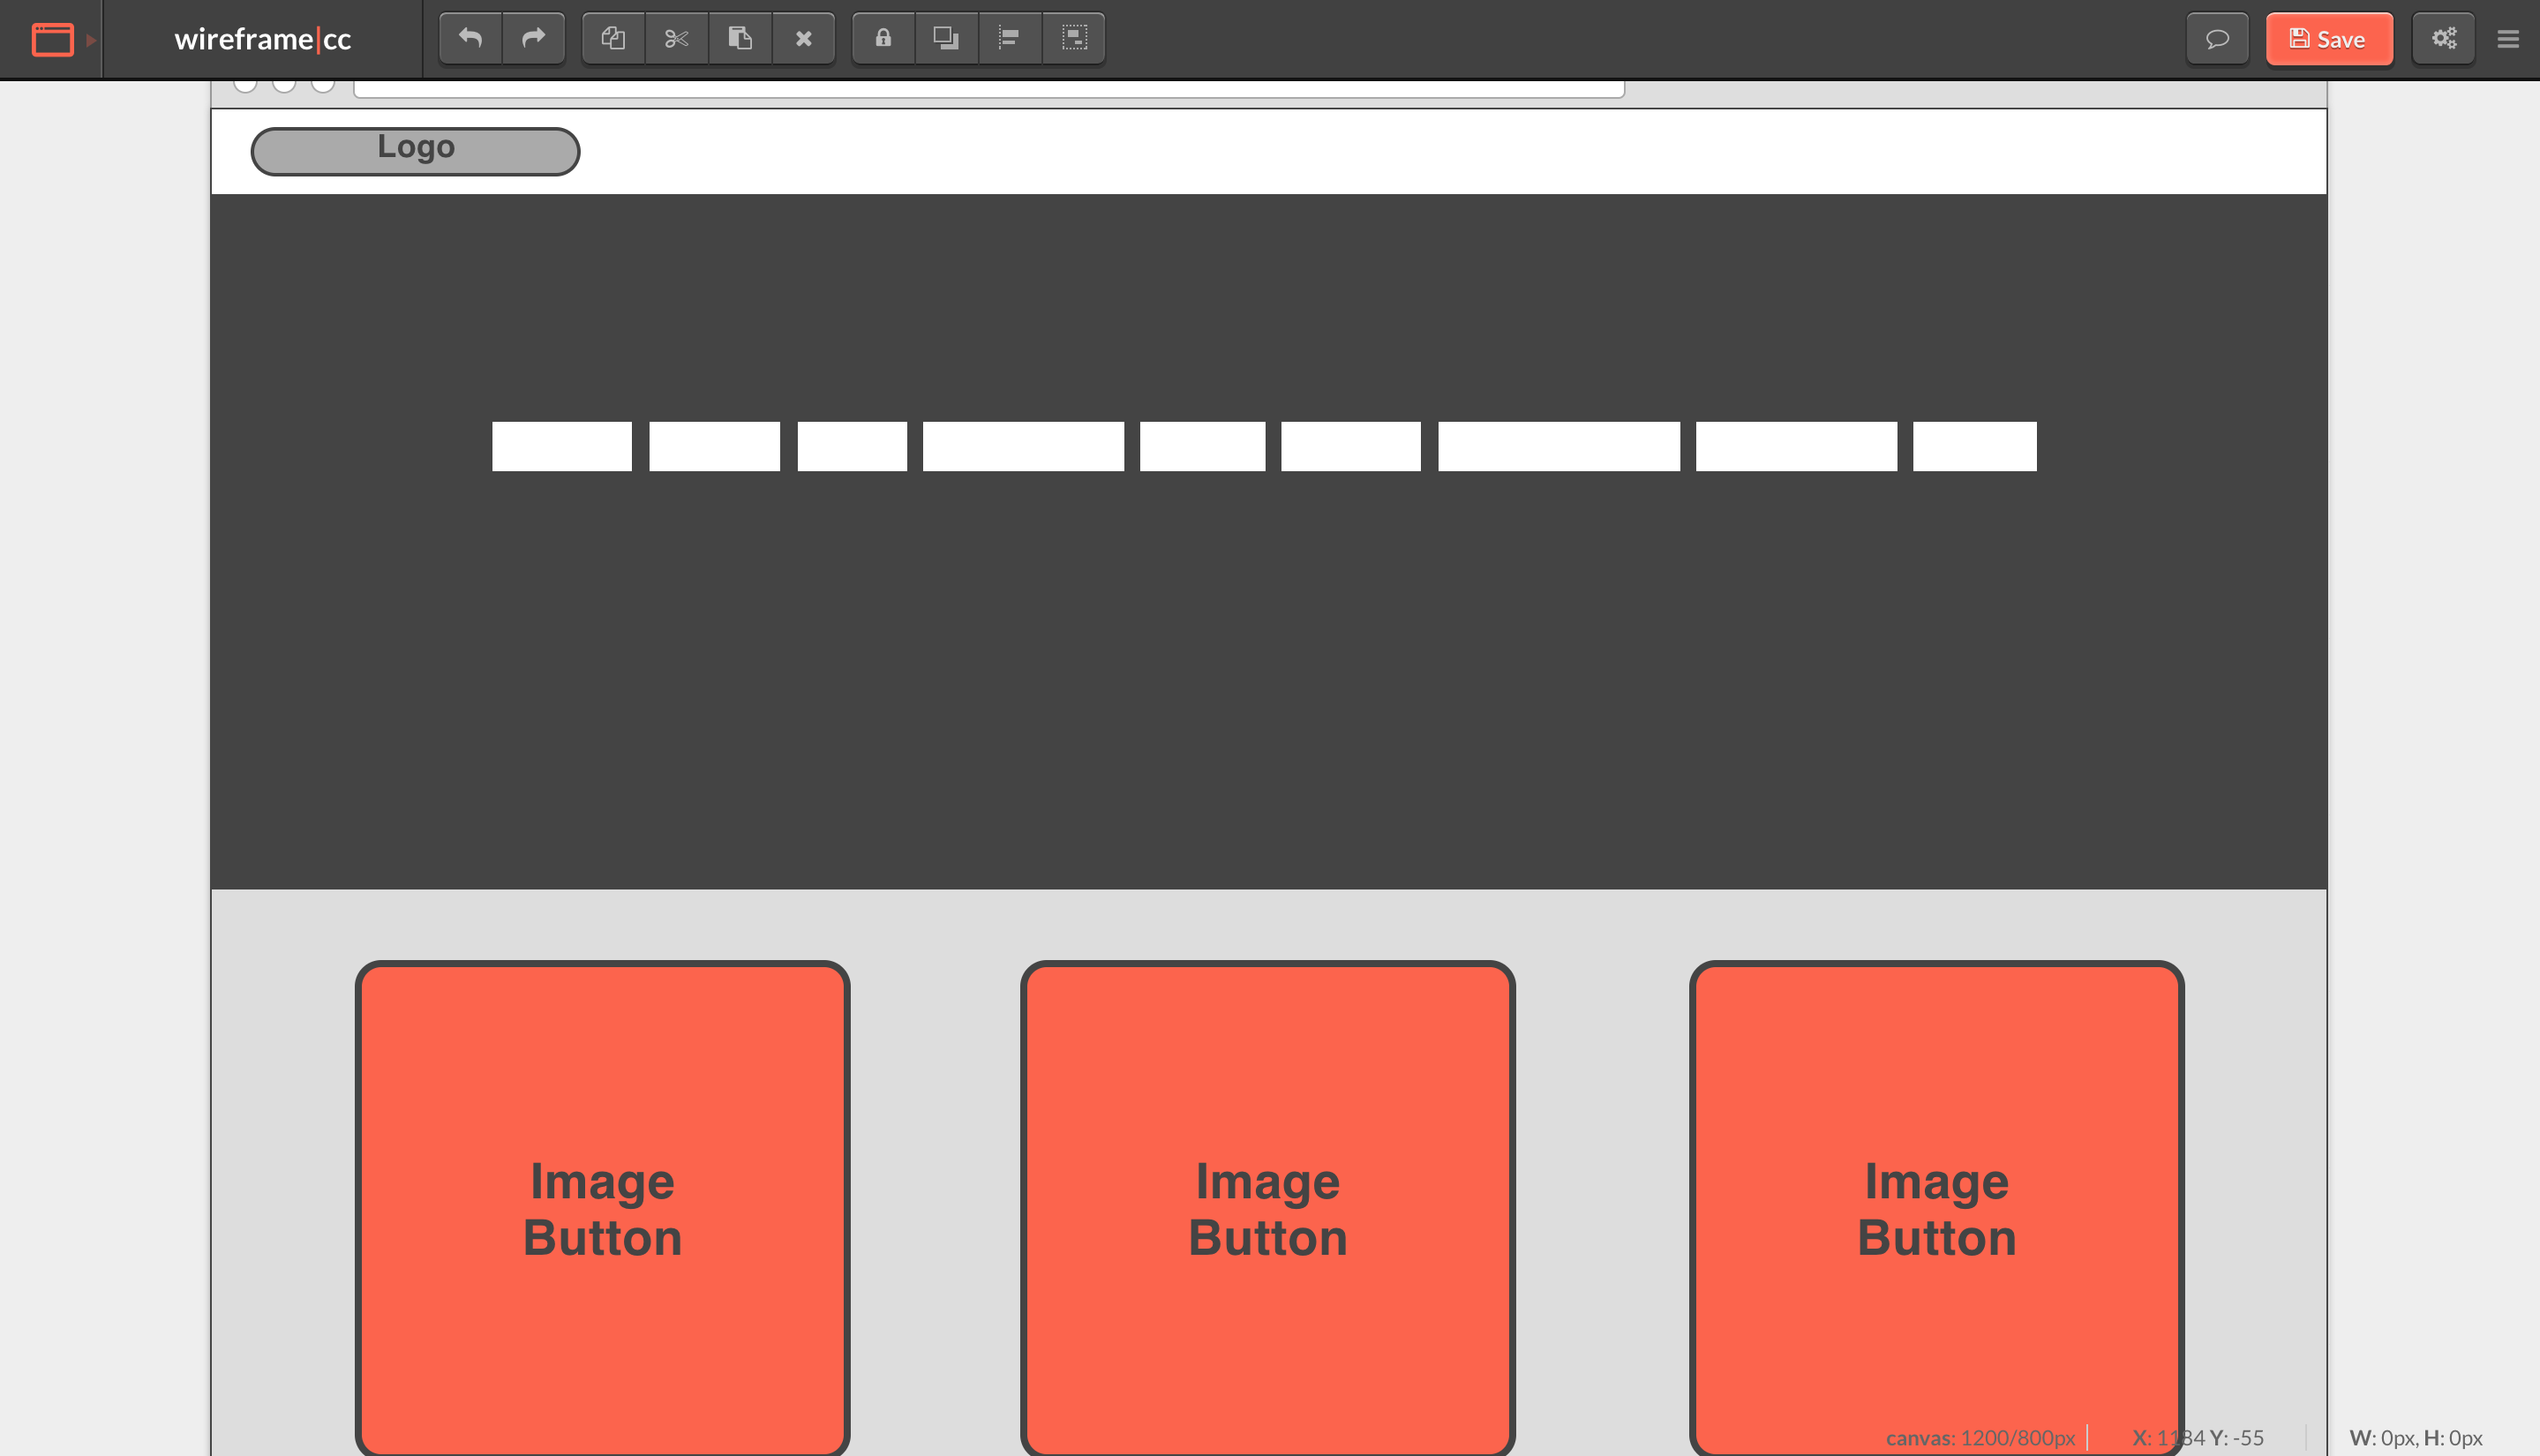 wireframe|cc
Save
Logo
Image
Button
Image
Button
Image
Button
canvas: 1200/800px
X: 1184 Y: -55
W: 0px, H: 0px